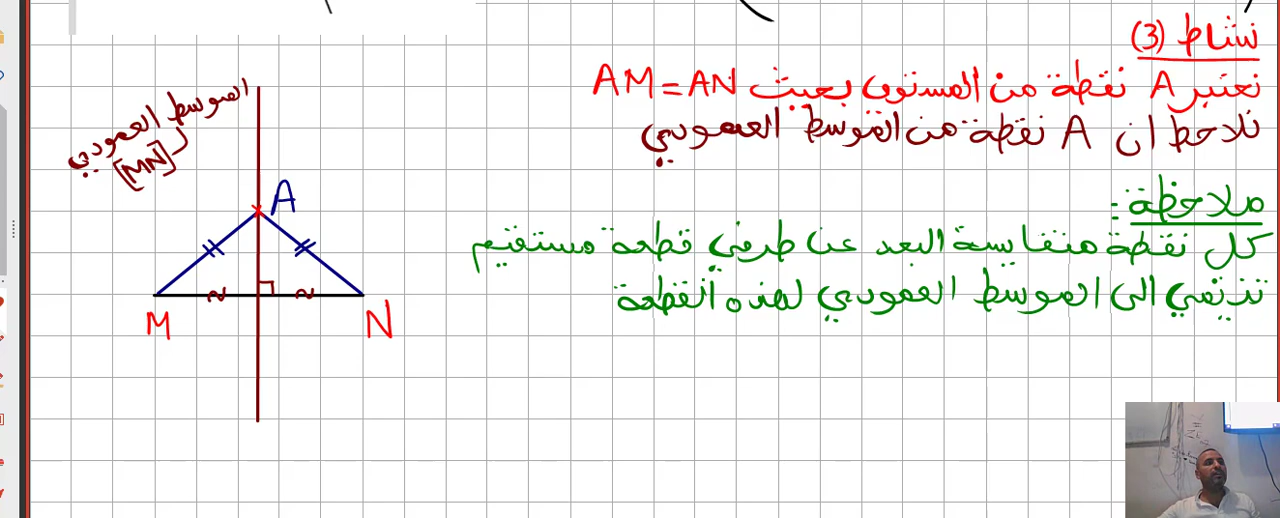 نشاط (3)
نعتبر A نقطة من المستوي بحيث AM = AN
نلاحظ ان A نقطة من الموسط العمودي
ملاحظة :
كل نقطة متقايسة البعد عن طرفي قطعة مستقيم
تنتمي الى الموسط العمودي لهذه القطعة
الموسط العمودي
لـ [MN]
A
M
N